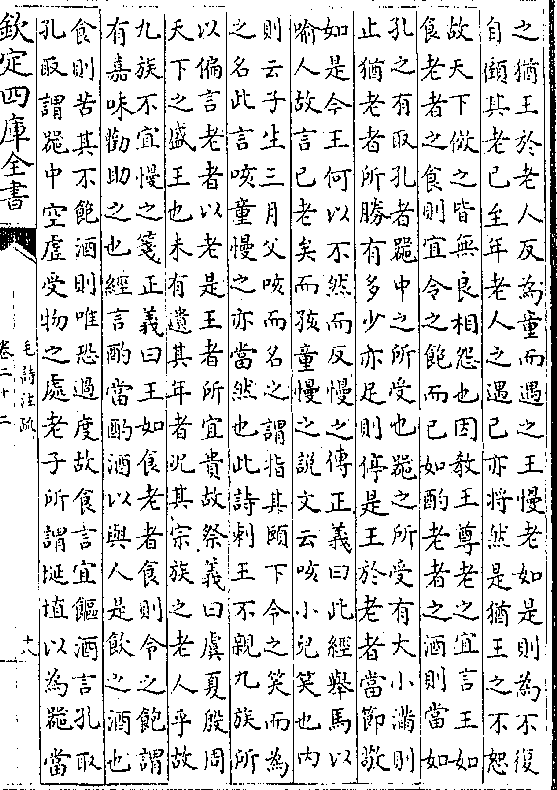 之猶王於老人反為童而遇之王慢老如是則為不復
自顧其老已至年老人之遇已亦將然是猶王之不恕
故天下傚之皆無良相怨也因教王尊老之宜言王如
食老者之食則宜令之飽而已如酌老者之酒則當如
孔之有取孔者器中之所受也器之所受有大小滿則
止猶老者所勝有多少亦足則停是王於老者當節敬
如是今王何以不然而反慢之傳正義曰此經舉馬以
喻人故言已老矣而孩童慢之說文云咳小兒笑也内
則云子生三月父咳而名之謂指其頤下令之笑而為
之名此言咳童慢之亦當然也此詩刺王不親九族所
以偏言老者以老是王者所宜貴故祭義曰虞夏殷周
天下之盛王也未有遺其年者況其宗族之老人乎故
九族不宜慢之箋正義曰王如食老者食則令之飽謂
有嘉味勸助之也經言酌當酌酒以與人是飲之酒也
食則苦其不飽酒則唯恐過度故食言宜饇酒言孔取
孔取謂器中空虛受物之處老子所謂埏埴以為器當
欽定四庫全書
毛詩注疏
卷二十二
十八